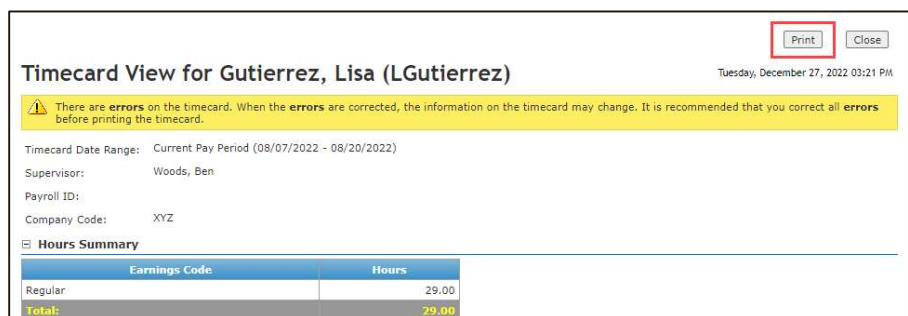 Print Close
Timecard View for Gutierrez, Lisa (LGutierrez) Tuesday, December 27, 2022 03:21 PM
There are errors on the timecard. When the errors are corrected, the information on the timecard may change. It is recommended that you correct all errors
before printing the timecard.
Timecard Date Range: Current Pay Period (08/07/2022 - 08/20/2022)
Supervisor: Woods, Ben
Payroll ID:
Company Code: XYZ
Hours Summary
Earnings Code Hours
Regular 29.00
Total: 29.00